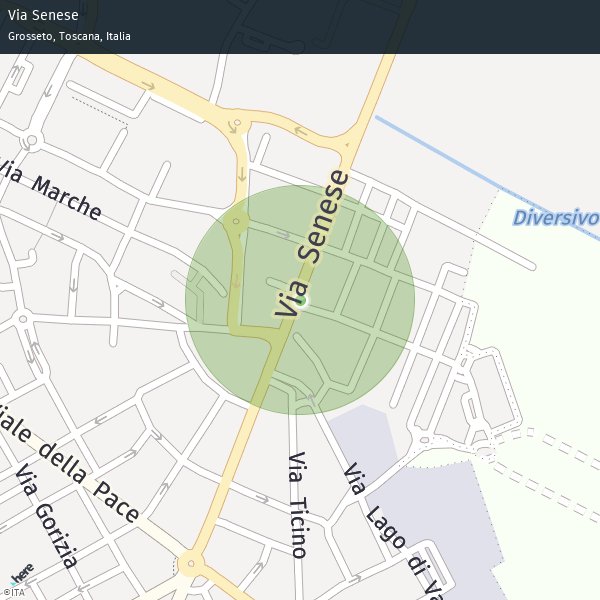 Via Senese
Grosseto, Toscana, Italia
Via Marche
Via Senese
Diversivo
Viale della Pace
Via Gorizia
Via Ticino
Via Lago di Va
here
©ITA